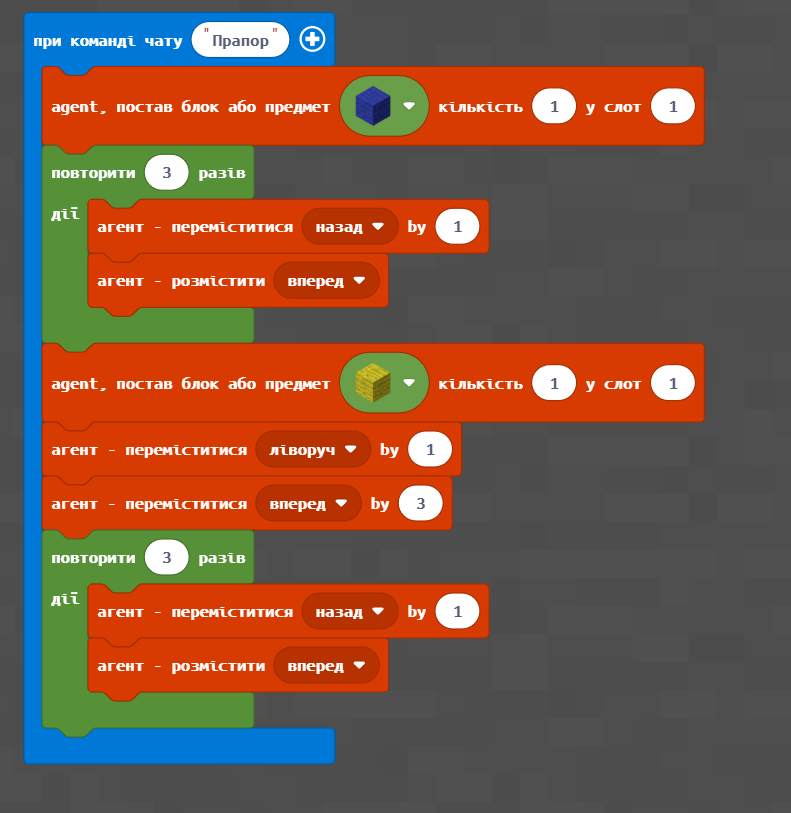 при команді чату "Прапор"
agent, постав блок або предмет кількість 1 у слот 1
повторити 3 разів
дії
агент - переміститися назад by 1
агент - розмістити вперед
agent, постав блок або предмет кількість 1 у слот 1
агент - переміститися ліворуч by 1
агент - переміститися вперед by 3
повторити 3 разів
дії
агент - переміститися назад by 1
агент - розмістити вперед